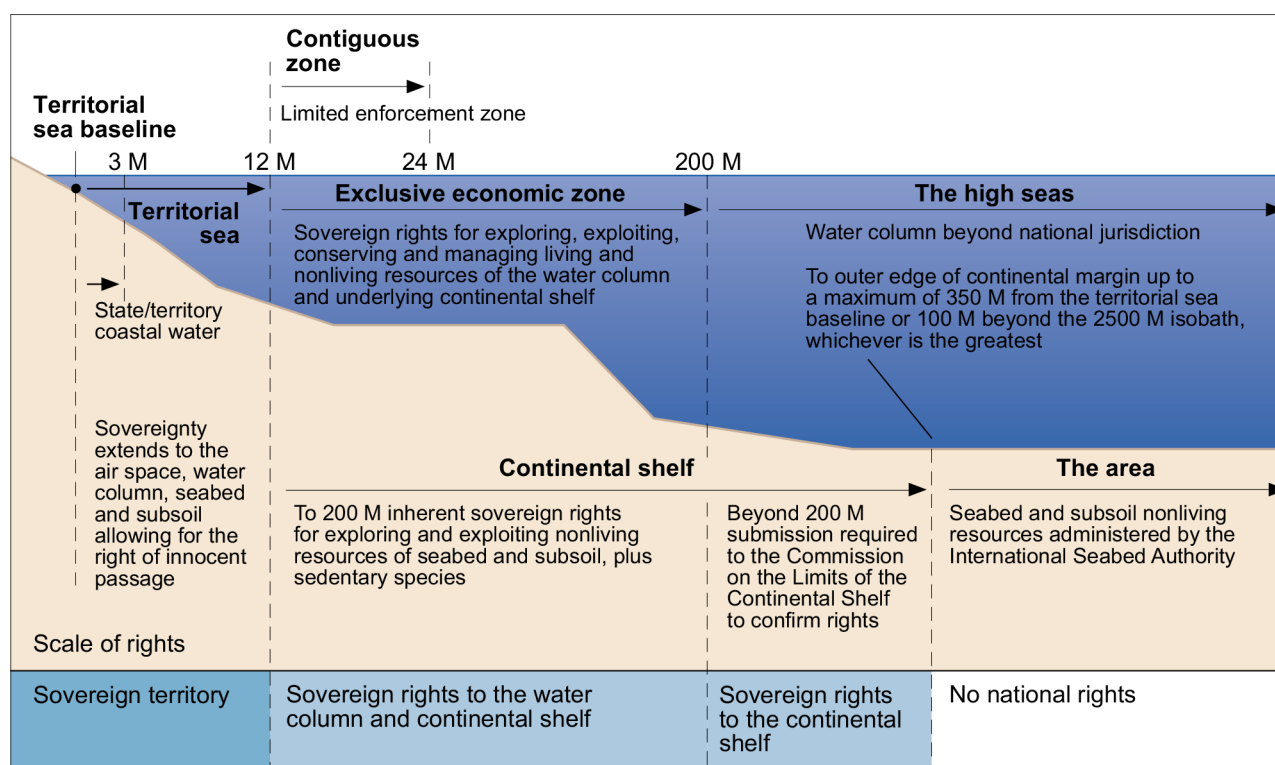 Contiguous
zone
Limited enforcement zone
Territorial
sea baseline
3 M
12 M
24 M
200 M
Territorial
sea
Exclusive economic zone
Sovereign rights for exploring, exploiting,
conserving and managing living and
nonliving resources of the water column
and underlying continental shelf
The high seas
Water column beyond national jurisdiction
To outer edge of continental margin up to
a maximum of 350 M from the territorial sea
baseline or 100 M beyond the 2500 M isobath,
whichever is the greatest
State/territory
coastal water
Sovereignty
extends to the
air space, water
column, seabed
and subsoil
allowing for the
right of innocent
passage
Continental shelf
To 200 M inherent sovereign rights
for exploring and exploiting nonliving
resources of seabed and subsoil, plus
sedentary species
Beyond 200 M
submission required
to the Commission
on the Limits of the
Continental Shelf
to confirm rights
The area
Seabed and subsoil nonliving
resources administered by the
International Seabed Authority
Scale of rights
Sovereign territory
Sovereign rights to the water
column and continental shelf
Sovereign rights
to the continental
shelf
No national rights